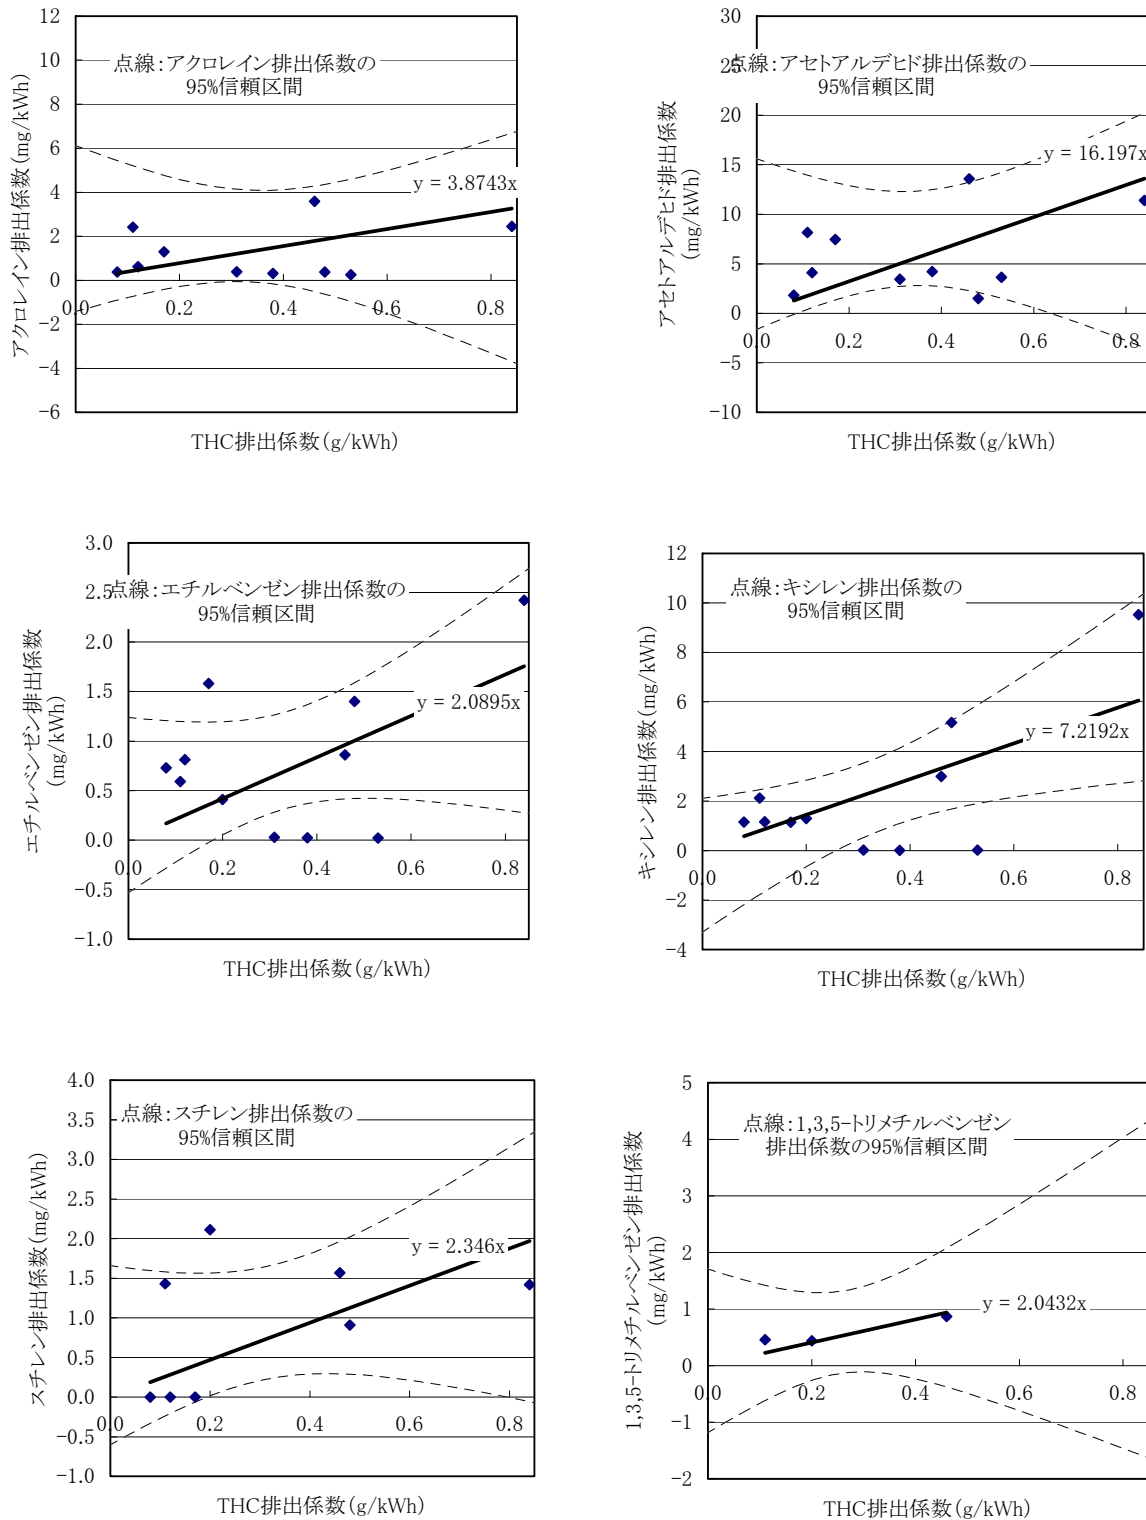 12
10
8
6
4
2
0
−2
−4
−6
0.0 0.2 0.4 0.6 0.8
アクロレイン排出係数(mg/kWh)
点線：アクロレイン排出係数の
95%信頼区間
y = 3.8743x
THC排出係数(g/kWh)
30
25
20
15
10
5
0
−5
−10
0.0 0.2 0.4 0.6 0.8
アセトアルデヒド排出係数
(mg/kWh)
点線：アセトアルデヒド排出係数の
95%信頼区間
y = 16.197x
THC排出係数(g/kWh)
3.0
2.5
2.0
1.5
1.0
0.5
0.0
−0.5
−1.0
0.0 0.2 0.4 0.6 0.8
エチルベンゼン排出係数
(mg/kWh)
点線：エチルベンゼン排出係数の
95%信頼区間
y = 2.0895x
THC排出係数(g/kWh)
12
10
8
6
4
2
0
−2
−4
0.0 0.2 0.4 0.6 0.8
キシレン排出係数(mg/kWh)
点線：キシレン排出係数の
95%信頼区間
y = 7.2192x
THC排出係数(g/kWh)
4.0
3.5
3.0
2.5
2.0
1.5
1.0
0.5
0.0
−0.5
−1.0
0.0 0.2 0.4 0.6 0.8
スチレン排出係数(mg/kWh)
点線：スチレン排出係数の
95%信頼区間
y = 2.346x
THC排出係数(g/kWh)
5
4
3
2
1
0
−1
−2
0.0 0.2 0.4 0.6 0.8
1,3,5−トリメチルベンゼン排出係数
(mg/kWh)
点線：1,3,5−トリメチルベンゼン
排出係数の95%信頼区間
y = 2.0432x
THC排出係数(g/kWh)